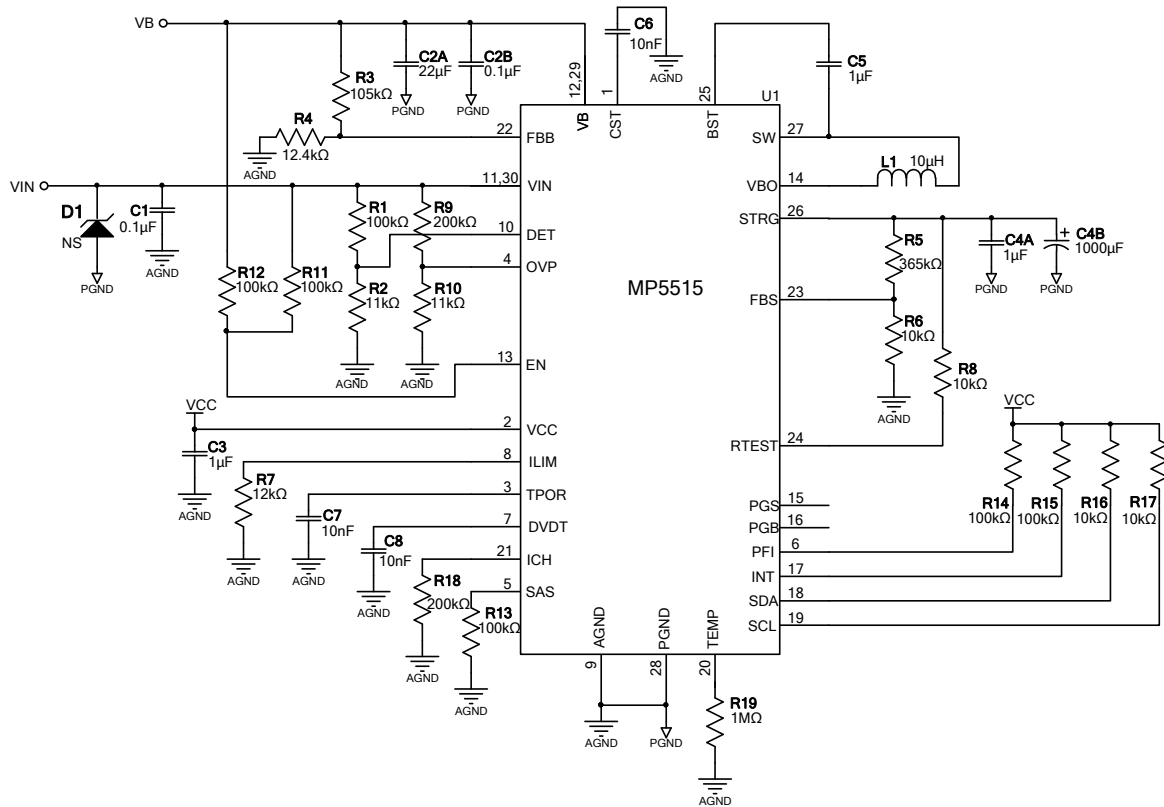 VB
C6
10nF
AGND
C2A
22µF
PGND
C2B
0.1µF
PGND
R3
105kΩ
12,29
VB
1
CST
25
BST
C5
1µF
U1
R4
12.4kΩ
AGND
22
FBB
SW
27
L1
10µH
VBO
14
VIN
11,30
VIN
D1
NS
PGND
C1
0.1µF
AGND
R1
100kΩ
R9
200kΩ
10
DET
4
OVP
STRG
26
R5
365kΩ
C4A
1µF
PGND
+
C4B
1000µF
PGND
R12
100kΩ
R11
100kΩ
R2
11kΩ
AGND
R10
11kΩ
AGND
MP5515
FBS
23
R6
10kΩ
AGND
R8
10kΩ
13
EN
VCC
2
VCC
C3
1µF
AGND
RTEST
24
VCC
8
ILIM
R7
12kΩ
AGND
3
TPOR
C7
10nF
AGND
7
DVDT
C8
10nF
AGND
21
ICH
R18
200kΩ
AGND
5
SAS
R13
100kΩ
AGND
PGS
15
PGB
16
PFI
6
INT
17
SDA
18
SCL
19
R14
100kΩ
R15
100kΩ
R16
10kΩ
R17
10kΩ
AGND
9
AGND
PGND
28
PGND
TEMP
20
R19
1MΩ
AGND